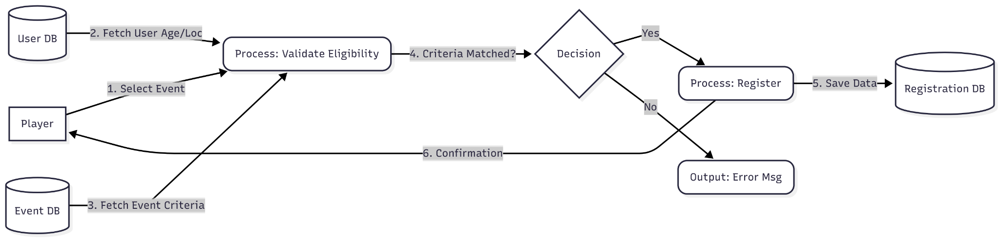 User DB
2. Fetch User Age/Loc
Process: Validate Eligibility
4. Criteria Matched?
Decision
Yes
Process: Register
5. Save Data
Registration DB
1. Select Event
No
Player
6. Confirmation
Output: Error Msg
3. Fetch Event Criteria
Event DB